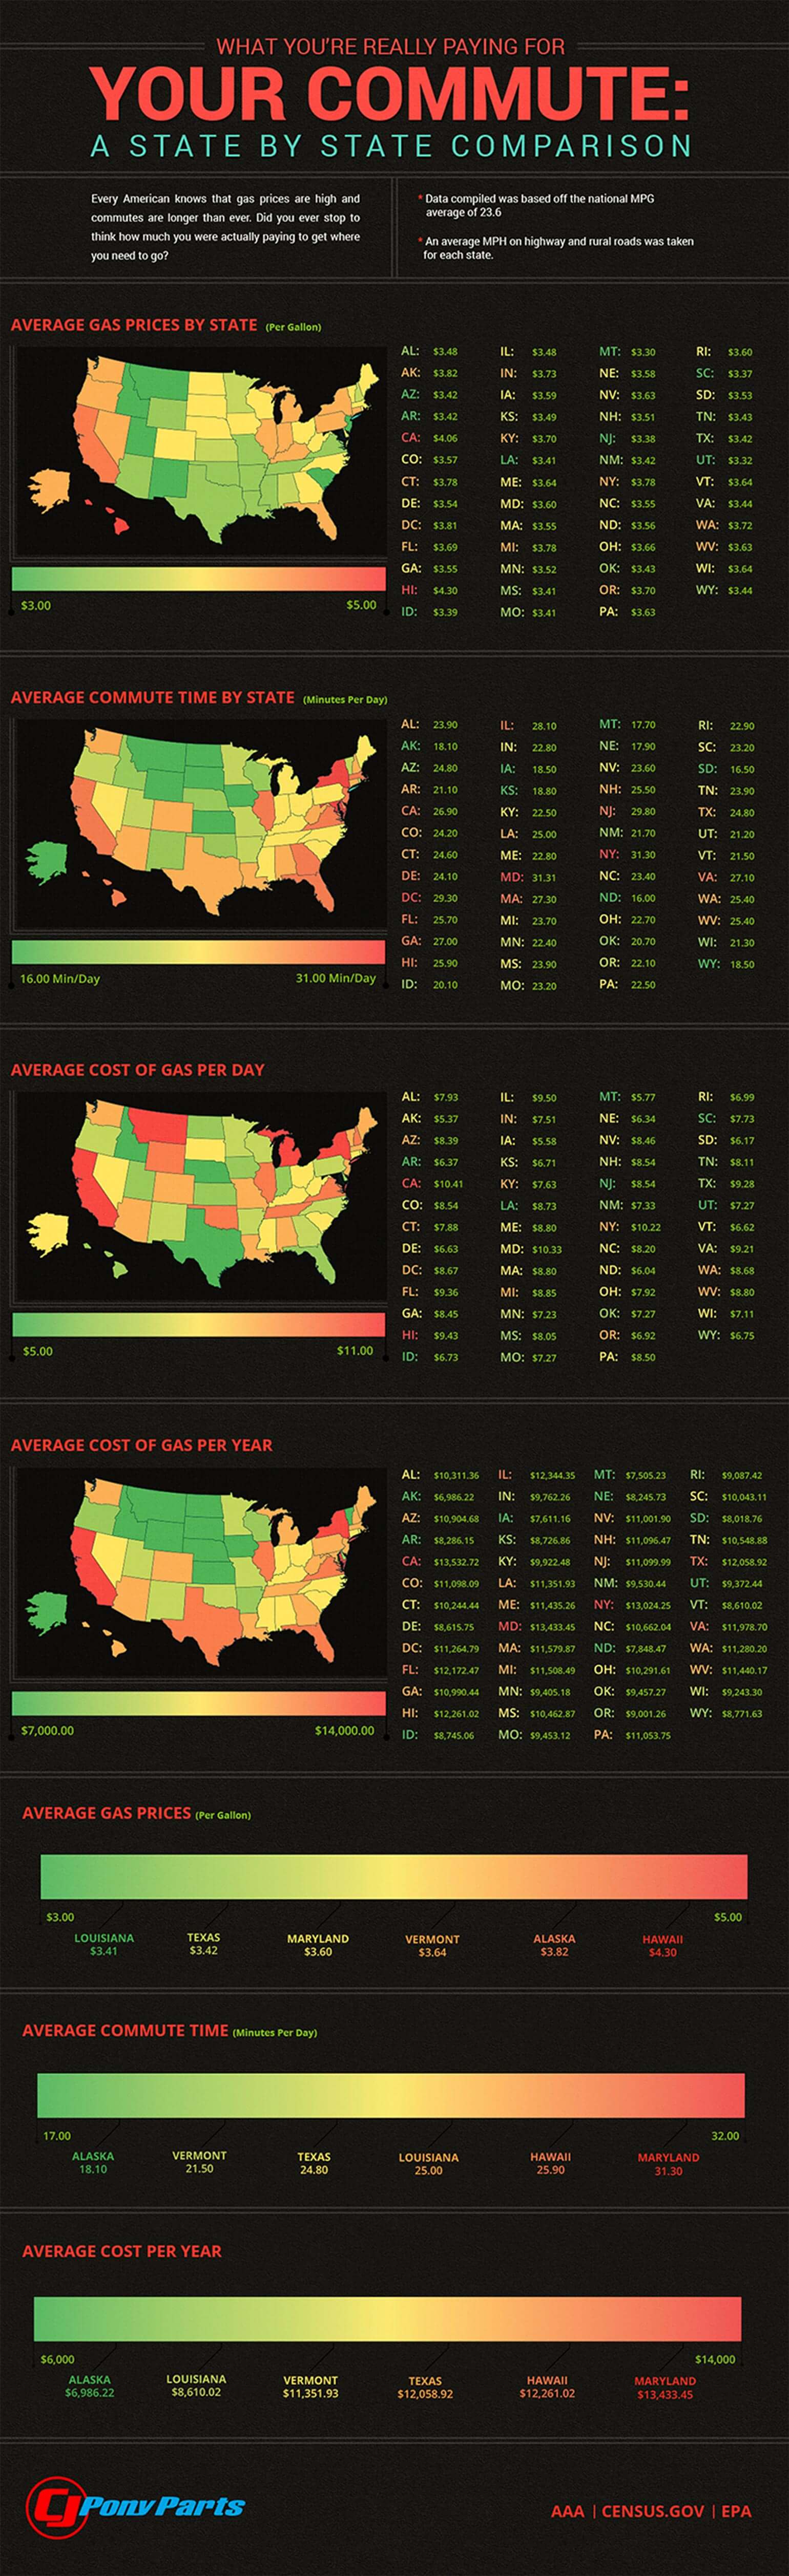 WHAT YOU'RE REALLY PAYING FOR
YOUR COMMUTE:
A STATE BY STATE COMPARISON
Every American knows that gas prices are high and
commutes are longer than ever. Did you ever stop to
think how much you were actually paying to get where
you need to go?
* Data compiled was based off the national MPG
average of 23.6
* An average MPH on highway and rural roads was taken
for each state.
AVERAGE GAS PRICES BY STATE (Per Gallon)
AL: $3.48 IL: $3.48 MT: $3.30 RI: $3.60
AK: $3.82 IN: $3.73 NE: $3.58 SC: $3.37
AZ: $3.42 IA: $3.59 NV: $3.63 SD: $3.53
AR: $3.42 KS: $3.49 NH: $3.51 TN: $3.43
CA: $4.06 KY: $3.70 NJ: $3.38 TX: $3.42
CO: $3.57 LA: $3.41 NM: $3.42 UT: $3.32
CT: $3.78 ME: $3.64 NY: $3.78 VT: $3.64
DE: $3.54 MD: $3.60 NC: $3.55 VA: $3.44
DC: $3.81 MA: $3.55 ND: $3.56 WA: $3.72
FL: $3.69 MI: $3.78 OH: $3.66 WV: $3.63
GA: $3.55 MN: $3.52 OK: $3.43 WI: $3.64
HI: $4.30 MS: $3.41 OR: $3.70 WY: $3.44
ID: $3.39 MO: $3.41 PA: $3.63
$3.00 $5.00
AVERAGE COMMUTE TIME BY STATE (Minutes Per Day)
AL: 23.90 IL: 28.10 MT: 17.70 RI: 22.90
AK: 18.10 IN: 22.80 NE: 17.90 SC: 23.20
AZ: 24.80 IA: 18.50 NV: 23.60 SD: 16.50
AR: 21.10 KS: 18.80 NH: 25.50 TN: 23.90
CA: 26.90 KY: 22.50 NJ: 29.80 TX: 24.80
CO: 24.20 LA: 25.00 NM: 21.70 UT: 21.20
CT: 24.60 ME: 22.80 NY: 31.30 VT: 21.50
DE: 24.10 MD: 31.31 NC: 23.40 VA: 27.10
DC: 29.30 MA: 27.30 ND: 16.00 WA: 25.40
FL: 25.70 MI: 23.70 OH: 22.70 WV: 25.40
GA: 27.00 MN: 22.40 OK: 20.70 WI: 21.30
HI: 25.90 MS: 23.90 OR: 22.10 WY: 18.50
ID: 20.10 MO: 23.20 PA: 22.50
16.00 Min/Day 31.00 Min/Day
AVERAGE COST OF GAS PER DAY
AL: $7.93 IL: $9.50 MT: $5.77 RI: $6.99
AK: $5.37 IN: $7.51 NE: $6.34 SC: $7.73
AZ: $8.39 IA: $5.58 NV: $8.46 SD: $6.17
AR: $6.37 KS: $6.71 NH: $8.54 TN: $8.11
CA: $10.41 KY: $7.63 NJ: $8.54 TX: $9.28
CO: $8.54 LA: $8.73 NM: $7.33 UT: $7.27
CT: $7.88 ME: $8.80 NY: $10.22 VT: $6.62
DE: $6.63 MD: $10.33 NC: $8.20 VA: $9.21
DC: $8.67 MA: $8.80 ND: $6.04 WA: $8.68
FL: $9.36 MI: $8.85 OH: $7.92 WV: $8.80
GA: $8.45 MN: $7.23 OK: $7.27 WI: $7.11
HI: $9.43 MS: $8.05 OR: $6.92 WY: $6.75
ID: $6.73 MO: $7.27 PA: $8.50
$5.00 $11.00
AVERAGE COST OF GAS PER YEAR
AL: $10,311.36 IL: $12,344.35 MT: $7,505.23 RI: $9,087.42
AK: $6,986.22 IN: $9,762.26 NE: $8,245.73 SC: $10,043.11
AZ: $10,904.68 IA: $7,611.16 NV: $11,001.90 SD: $8,018.76
AR: $8,286.15 KS: $8,726.86 NH: $11,096.47 TN: $10,548.88
CA: $13,532.72 KY: $9,922.48 NJ: $11,099.99 TX: $12,058.92
CO: $11,098.09 LA: $11,351.93 NM: $9,530.44 UT: $9,372.44
CT: $10,244.44 ME: $11,435.26 NY: $13,024.25 VT: $8,610.02
DE: $8,615.75 MD: $13,433.45 NC: $10,662.04 VA: $11,978.70
DC: $11,264.79 MA: $11,579.87 ND: $7,848.47 WA: $11,280.20
FL: $12,172.47 MI: $11,508.49 OH: $10,291.61 WV: $11,440.17
GA: $10,990.44 MN: $9,405.18 OK: $9,457.27 WI: $9,243.30
HI: $12,261.02 MS: $10,462.87 OR: $9,001.26 WY: $8,771.63
ID: $8,745.06 MO: $9,453.12 PA: $11,053.75
$7,000.00 $14,000.00
AVERAGE GAS PRICES (Per Gallon)
$3.00 $5.00
LOUISIANA TEXAS MARYLAND VERMONT ALASKA HAWAII
$3.41 $3.42 $3.60 $3.64 $3.82 $4.30
AVERAGE COMMUTE TIME (Minutes Per Day)
17.00 32.00
ALASKA VERMONT TEXAS LOUISIANA HAWAII MARYLAND
18.10 21.50 24.80 25.00 25.90 31.30
AVERAGE COST PER YEAR
$6,000 $14,000
ALASKA LOUISIANA VERMONT TEXAS HAWAII MARYLAND
$6,986.22 $8,610.02 $11,351.93 $12,058.92 $12,261.02 $13,433.45
CJ Pony Parts
AAA | CENSUS.GOV | EPA